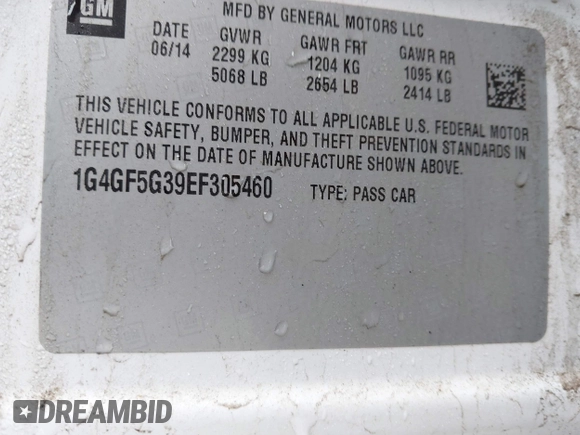 GM
MFD BY GENERAL MOTORS LLC
DATE GVWR GAWR FRT GAWR RR
06/14 2299 KG 1204 KG 1095 KG
5068 LB 2654 LB 2414 LB
THIS VEHICLE CONFORMS TO ALL APPLICABLE U.S. FEDERAL MOTOR
VEHICLE SAFETY, BUMPER, AND THEFT PREVENTION STANDARDS IN
EFFECT ON THE DATE OF MANUFACTURE SHOWN ABOVE.
1G4GF5G39EF305460 TYPE: PASS CAR
DREAMBID